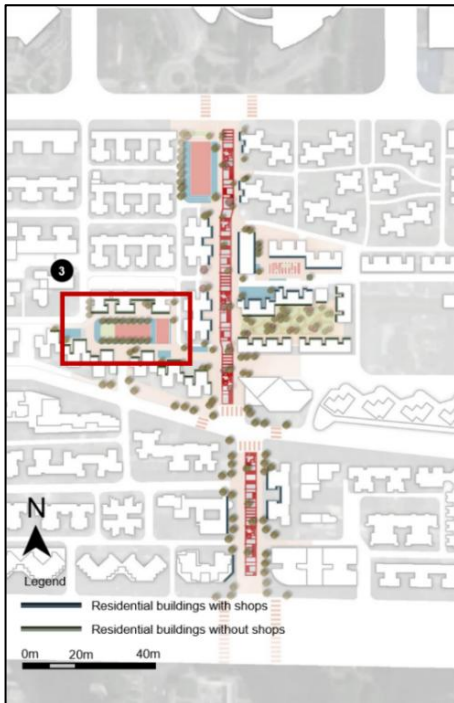 3
N
Legend
Residential buildings with shops
Residential buildings without shops
0m 20m 40m